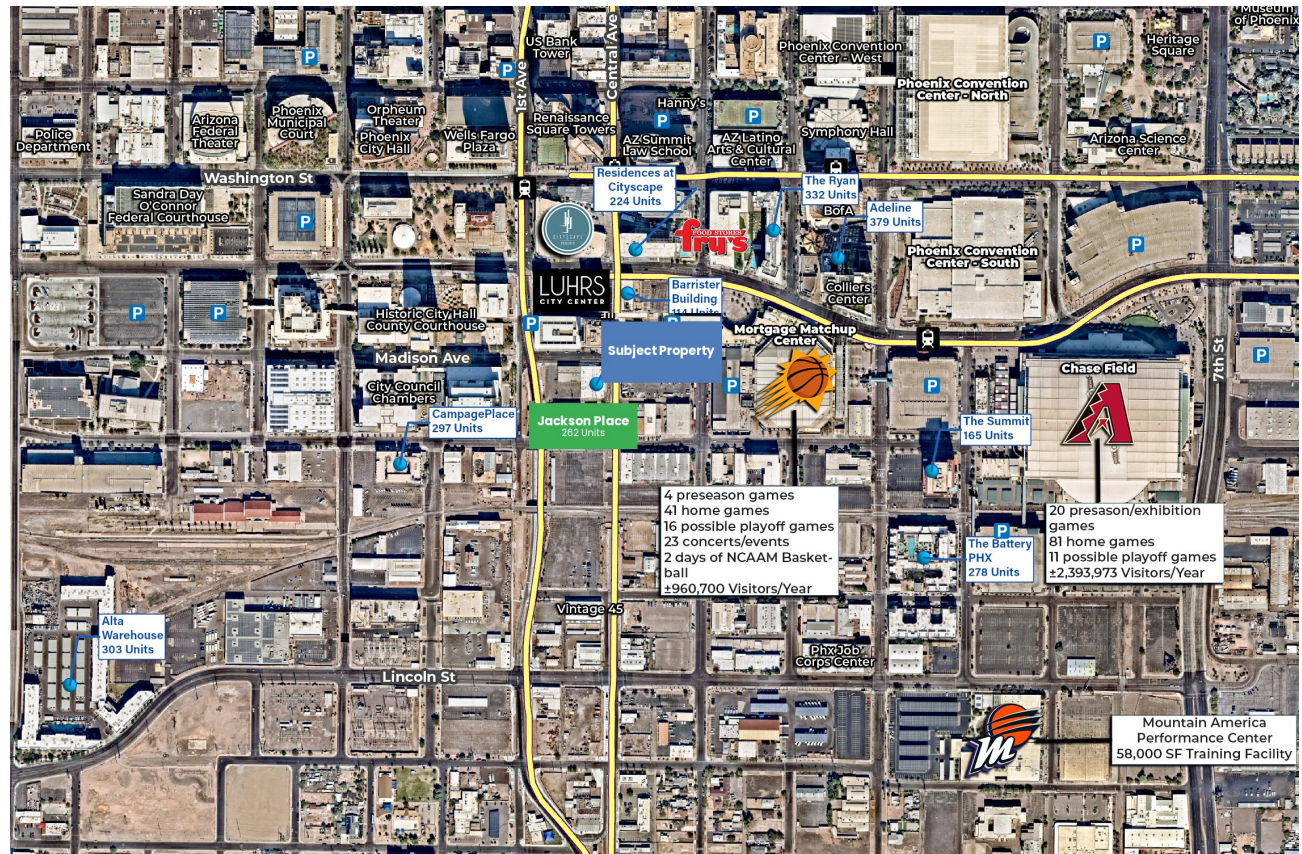 Museum
of Phoenix
US Bank
Tower
Central Ave
1st Ave
Phoenix Convention
Center - West
Heritage
Square
P
P
P
P
P
Phoenix Convention
Center - North
Hanny's
Arizona
Federal
Theater
Phoenix
Municipal
Court
Orpheum
Theater
Phoenix
City Hall
Wells Fargo
Plaza
Renaissance
Square Towers
AZ Summit
Law School
AZ Latino
Arts & Cultural
Center
Symphony Hall
Arizona Science
Center
Police
Department
Washington St
Residences at
Cityscape
224 Units
The Ryan
332 Units
BofA
Adeline
379 Units
Sandra Day
O'Connor
Federal Courthouse
P
CITYSCAPE
PHOENIX
FOOD STORES
fry's
Phoenix Convention
Center - South
P
LUHRS
CITY CENTER
Barrister
Building
114 Units
Colliers
Center
P
P
Historic City Hall
County Courthouse
P
P
Mortgage Matchup
Center
Subject Property
Madison Ave
7th St
P
Chase Field
City Council
Chambers
P
P
A
CampagePlace
297 Units
Jackson Place
262 Units
The Summit
165 Units
4 preseason games
41 home games
16 possible playoff games
23 concerts/events
2 days of NCAAM Basket-
ball
±960,700 Visitors/Year
20 presason/exhibition
games
81 home games
11 possible playoff games
±2,393,973 Visitors/Year
P
The Battery
PHX
278 Units
Vintage 45
Alta
Warehouse
303 Units
Phx Job
Corps Center
Lincoln St
M
Mountain America
Performance Center
58,000 SF Training Facility